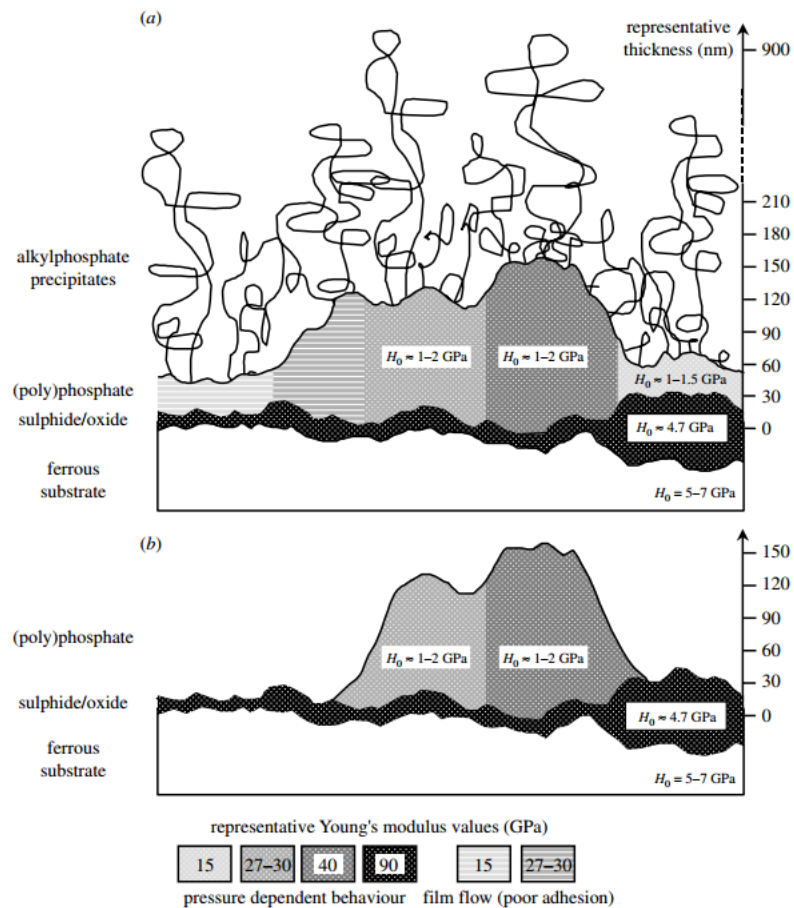 (a)
representative
thickness (nm)
900
210
180
150
120
90
60
30
0
alkylphosphate
precipitates
(poly)phosphate
sulphide/oxide
ferrous
substrate
H0 ≈ 1–2 GPa
H0 ≈ 1–2 GPa
H0 ≈ 1–1.5 GPa
H0 ≈ 4.7 GPa
H0 = 5–7 GPa
(b)
150
120
90
60
30
0
(poly)phosphate
sulphide/oxide
ferrous
substrate
H0 ≈ 1–2 GPa
H0 ≈ 1–2 GPa
H0 ≈ 4.7 GPa
H0 = 5–7 GPa
representative Young's modulus values (GPa)
15 27–30 40 90 15 27–30
pressure dependent behaviour film flow (poor adhesion)